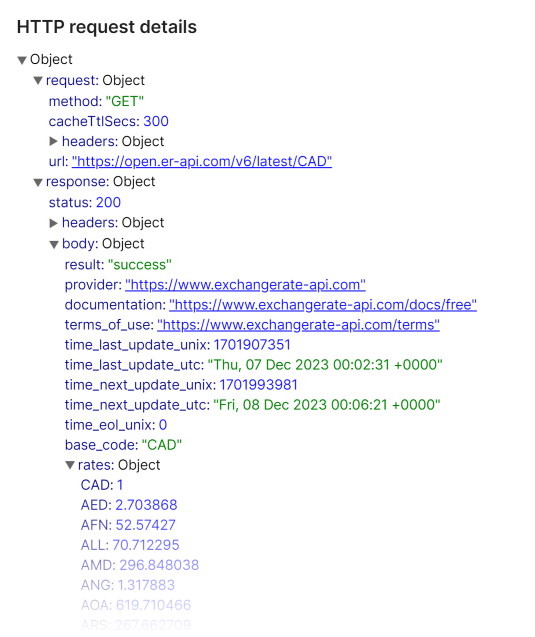 HTTP request details
Object
request: Object
method: "GET"
cacheTtlSecs: 300
headers: Object
url: "https://open.er-api.com/v6/latest/CAD"
response: Object
status: 200
headers: Object
body: Object
result: "success"
provider: "https://www.exchangerate-api.com"
documentation: "https://www.exchangerate-api.com/docs/free"
terms_of_use: "https://www.exchangerate-api.com/terms"
time_last_update_unix: 1701907351
time_last_update_utc: "Thu, 07 Dec 2023 00:02:31 +0000"
time_next_update_unix: 1701993981
time_next_update_utc: "Fri, 08 Dec 2023 00:06:21 +0000"
time_eol_unix: 0
base_code: "CAD"
rates: Object
CAD: 1
AED: 2.703868
AFN: 52.57427
ALL: 70.712295
AMD: 296.848038
ANG: 1.317883
AOA: 619.710466
ARS: 267.662709